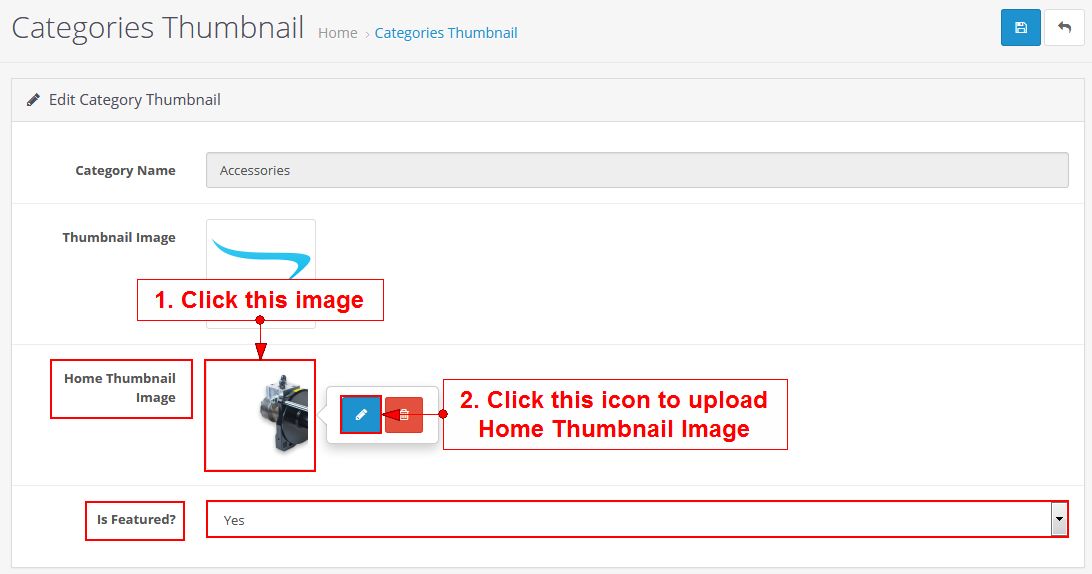 Categories Thumbnail
Home › Categories Thumbnail
Edit Category Thumbnail
Category Name
Accessories
Thumbnail Image
1. Click this image
Home Thumbnail
Image
2. Click this icon to upload
Home Thumbnail Image
Is Featured?
Yes